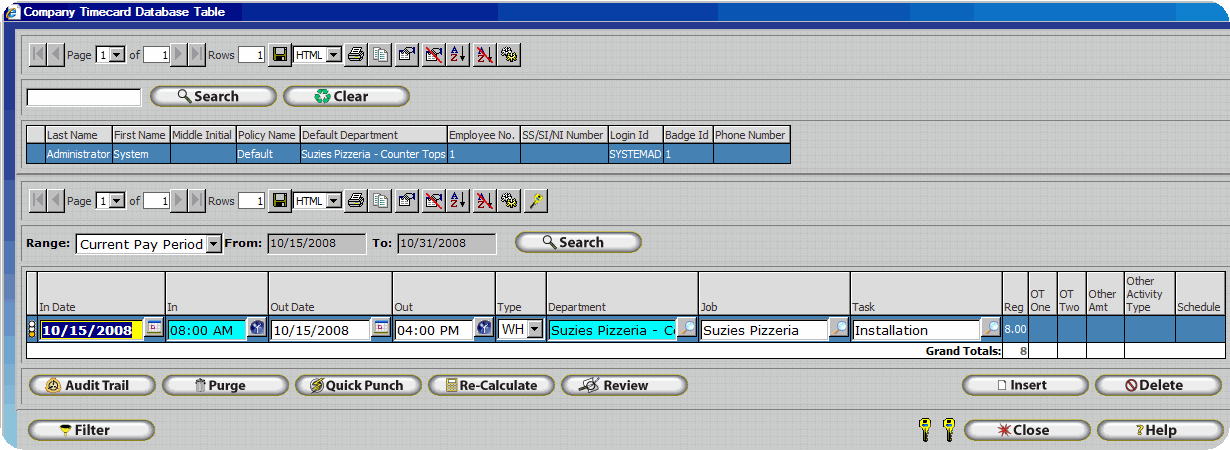 Company Timecard Database Table
Page 1 of 1 Rows 1 HTML
Search Clear
Last Name First Name Middle Initial Policy Name Default Department Employee No. SS/SI/NI Number Login Id Badge Id Phone Number
Administrator System Default Suzies Pizzeria - Counter Tops 1 SYSTEMAD 1
Page 1 of 1 Rows 1 HTML
Range: Current Pay Period From: 10/15/2008 To: 10/31/2008 Search
In Date In Out Date Out Type Department Job Task Reg OT One OT Two Other Amt Other Activity Type Schedule
10/15/2008 08:00 AM 10/15/2008 04:00 PM WH Suzies Pizzeria - Suzies Pizzeria Installation 8.00
Grand Totals: 8
Audit Trail Purge Quick Punch Re-Calculate Review Insert Delete
Filter Close Help